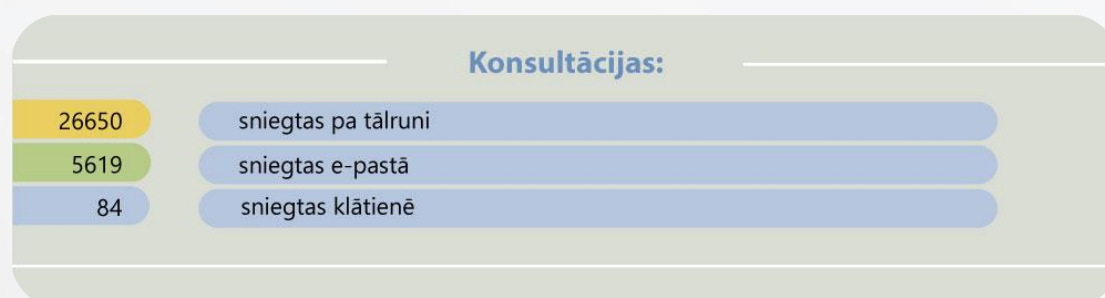 Konsultācijas:
26650 sniegtas pa tālruni
5619 sniegtas e-pastā
84 sniegtas klātienē